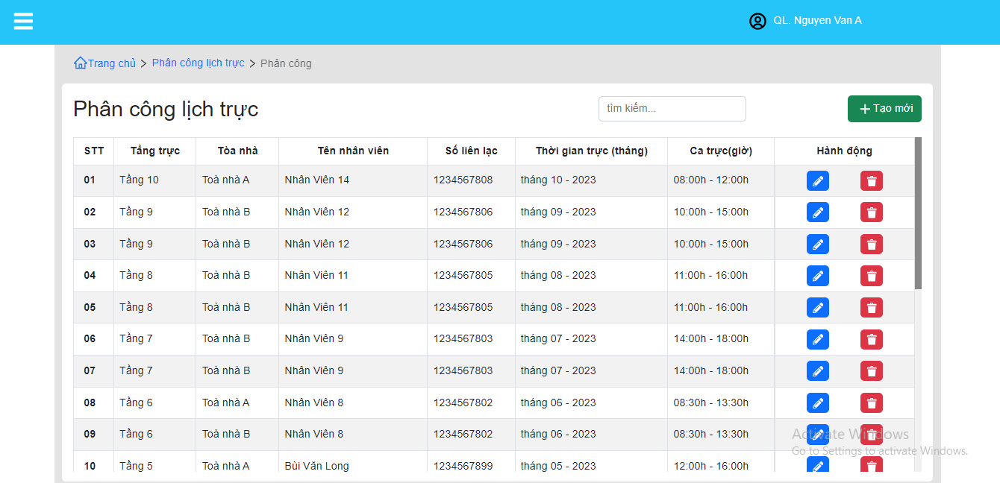 QL. Nguyen Van A
Trang chủ > Phân công lịch trực > Phân công
Phân công lịch trực
tìm kiếm...
Tạo mới
STT Tầng trực Tòa nhà Tên nhân viên Số liên lạc Thời gian trực (tháng) Ca trực(giờ) Hành động
01 Tầng 10 Toà nhà A Nhân Viên 14 1234567808 tháng 10 - 2023 08:00h - 12:00h
02 Tầng 9 Toà nhà B Nhân Viên 12 1234567806 tháng 09 - 2023 10:00h - 15:00h
03 Tầng 9 Toà nhà B Nhân Viên 12 1234567806 tháng 09 - 2023 10:00h - 15:00h
04 Tầng 8 Toà nhà B Nhân Viên 11 1234567805 tháng 08 - 2023 11:00h - 16:00h
05 Tầng 8 Toà nhà B Nhân Viên 11 1234567805 tháng 08 - 2023 11:00h - 16:00h
06 Tầng 7 Toà nhà B Nhân Viên 9 1234567803 tháng 07 - 2023 14:00h - 18:00h
07 Tầng 7 Toà nhà B Nhân Viên 9 1234567803 tháng 07 - 2023 14:00h - 18:00h
08 Tầng 6 Toà nhà A Nhân Viên 8 1234567802 tháng 06 - 2023 08:30h - 13:30h
09 Tầng 6 Toà nhà B Nhân Viên 8 1234567802 tháng 06 - 2023 08:30h - 13:30h
10 Tầng 5 Toà nhà A Bùi Văn Long 1234567899 tháng 05 - 2023 12:00h - 16:00h
Activate Windows
Go to Settings to activate Windows.